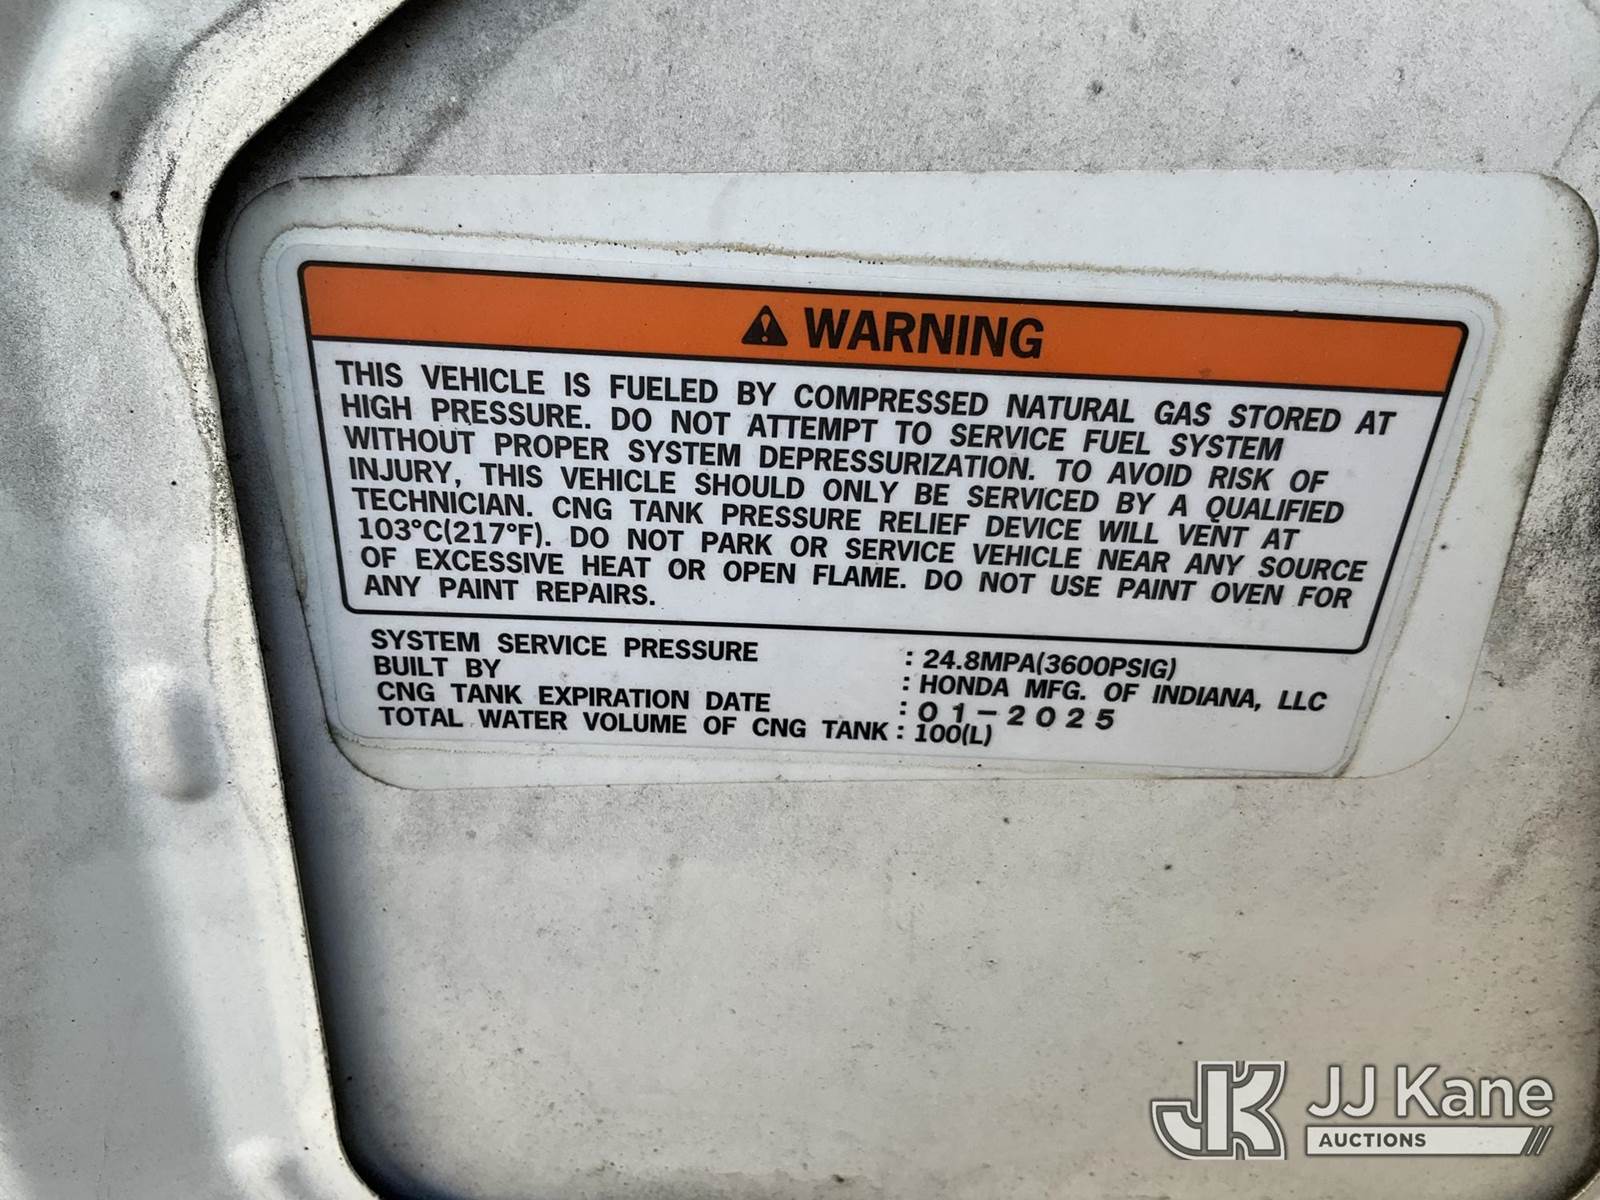 WARNING
THIS VEHICLE IS FUELED BY COMPRESSED NATURAL GAS STORED AT
HIGH PRESSURE. DO NOT ATTEMPT TO SERVICE FUEL SYSTEM
WITHOUT PROPER SYSTEM DEPRESSURIZATION. TO AVOID RISK OF
INJURY, THIS VEHICLE SHOULD ONLY BE SERVICED BY A QUALIFIED
TECHNICIAN. CNG TANK PRESSURE RELIEF DEVICE WILL VENT AT
103°C(217°F). DO NOT PARK OR SERVICE VEHICLE NEAR ANY SOURCE
OF EXCESSIVE HEAT OR OPEN FLAME. DO NOT USE PAINT OVEN FOR
ANY PAINT REPAIRS.
SYSTEM SERVICE PRESSURE : 24.8MPA(3600PSIG)
BUILT BY : HONDA MFG. OF INDIANA, LLC
CNG TANK EXPIRATION DATE : 01-2025
TOTAL WATER VOLUME OF CNG TANK : 100(L)
JK JJ Kane
AUCTIONS